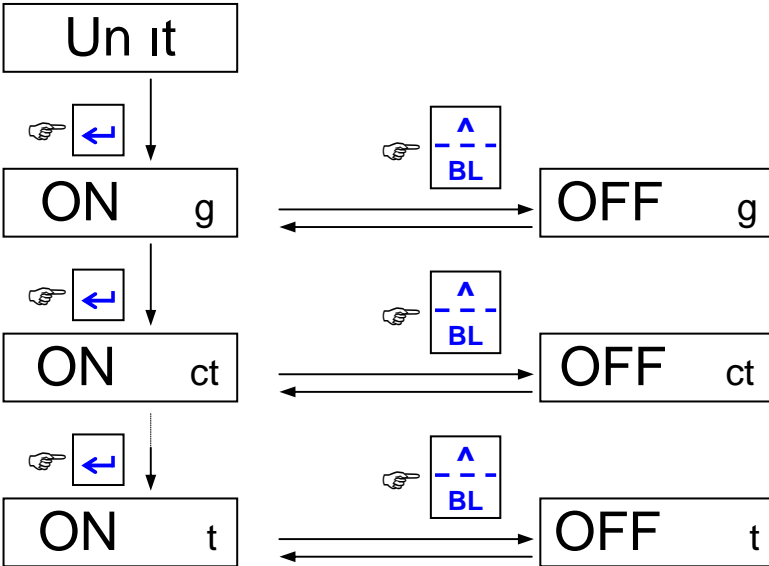 Un ıt
^
BL
ON g
OFF g
^
BL
ON ct
OFF ct
^
BL
ON t
OFF t